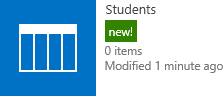 Students
new!
0 items
Modified 1 minute ago